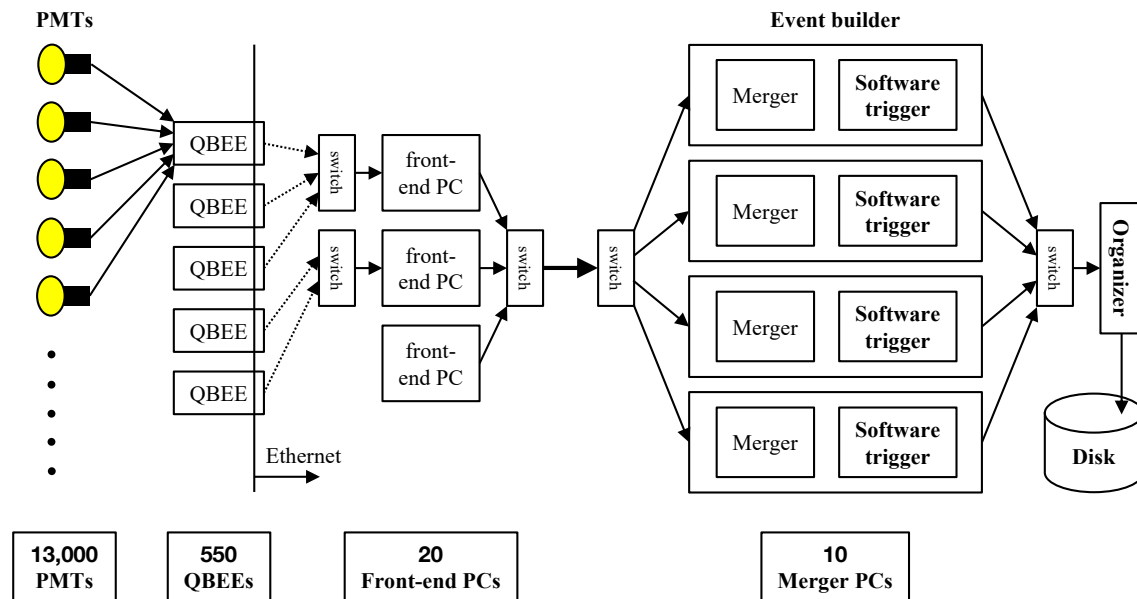 PMTs
Event builder
QBEE
QBEE
QBEE
QBEE
QBEE
Ethernet
switch
switch
front-
end PC
front-
end PC
front-
end PC
switch
switch
Merger
Software
trigger
Merger
Software
trigger
Merger
Software
trigger
Merger
Software
trigger
switch
Organizer
Disk
13,000
PMTs
550
QBEEs
20
Front-end PCs
10
Merger PCs